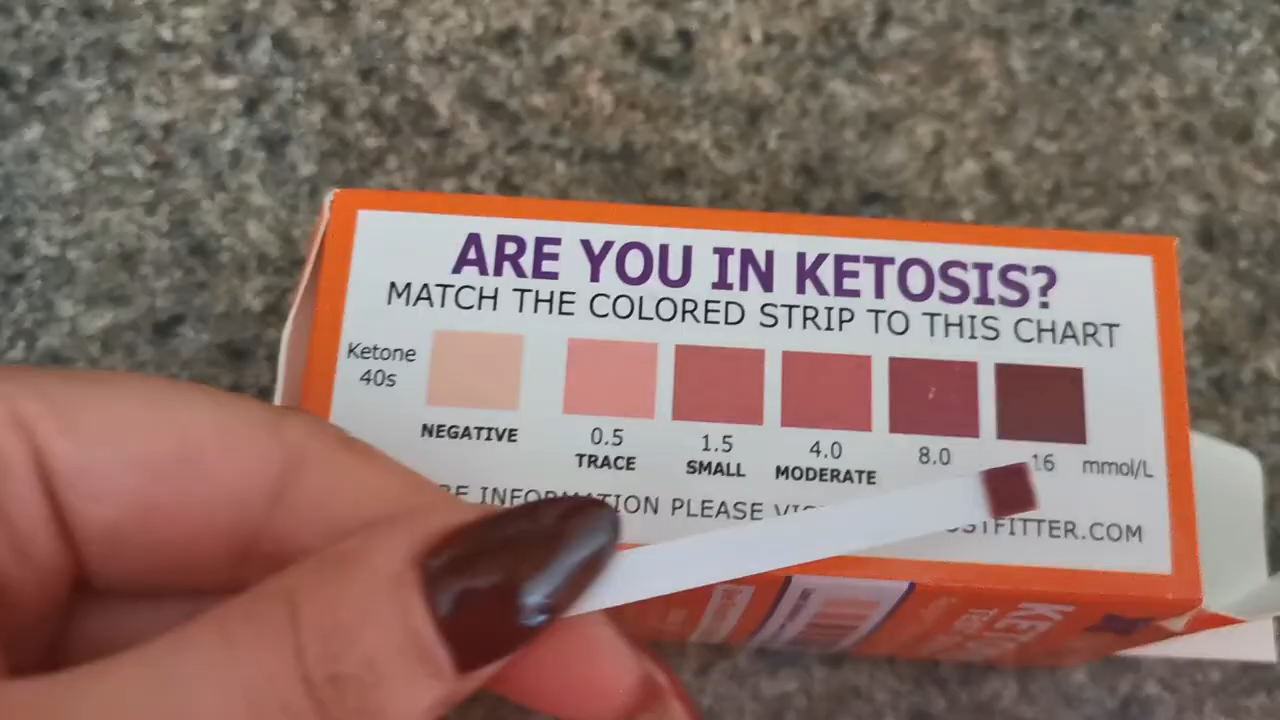 ARE YOU IN KETOSIS?
MATCH THE COLORED STRIP TO THIS CHART
Ketone
40s
NEGATIVE
0.5
TRACE
1.5
SMALL
4.0
MODERATE
8.0
16
mmol/L
INFORMATION PLEASE
STFITTER.COM